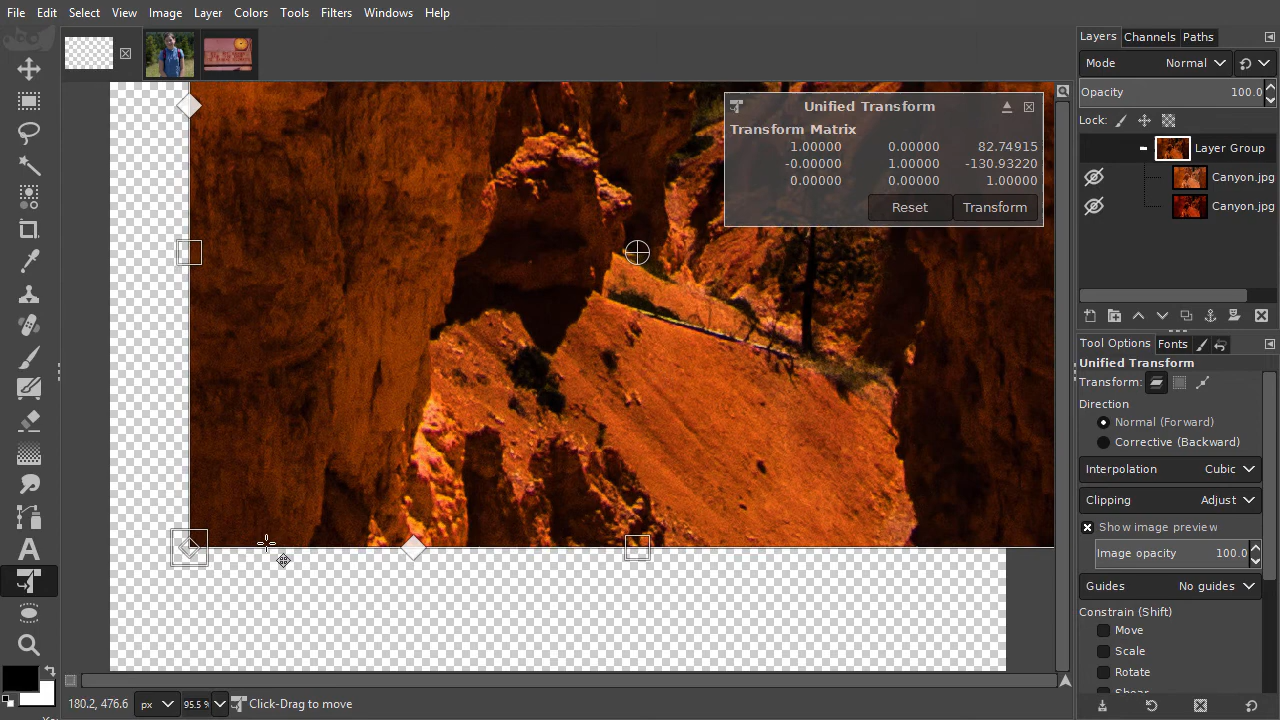 File Edit Select View Image Layer Colors Tools Filters Windows Help
Layers Channels Paths
Mode Normal
Opacity 100.0
Lock:
Layer Group
Canyon.jpg
Canyon.jpg
Unified Transform
Transform Matrix
1.00000 0.00000 82.74915
-0.00000 1.00000 -130.93220
0.00000 0.00000 1.00000
Reset Transform
Tool Options Fonts
Unified Transform
Transform:
Direction
Normal (Forward)
Corrective (Backward)
Interpolation Cubic
Clipping Adjust
Show image preview
Image opacity 100.0
Guides No guides
Constrain (Shift)
Move
Scale
Rotate
180.2, 476.6 px 95.5 % Click-Drag to move